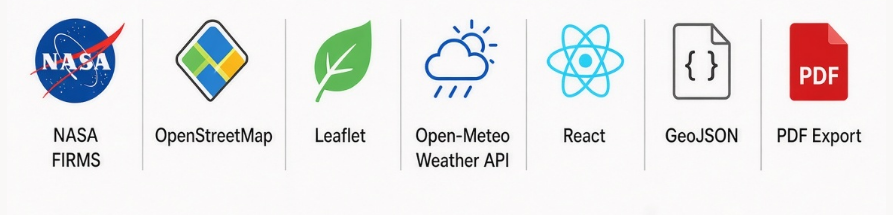 NASA
{ }
PDF
NASA
FIRMS
OpenStreetMap
Leaflet
Open-Meteo
Weather API
React
GeoJSON
PDF Export